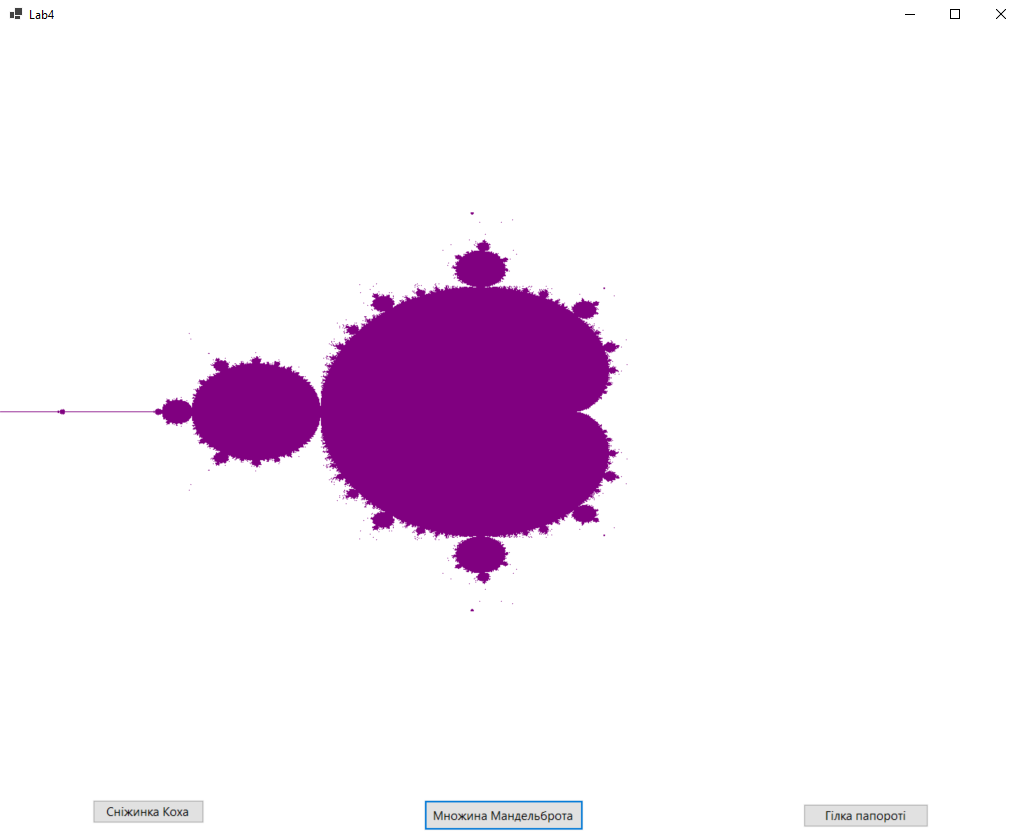 Lab4
Сніжинка Коха
Множина Мандельброта
Гілка папороті